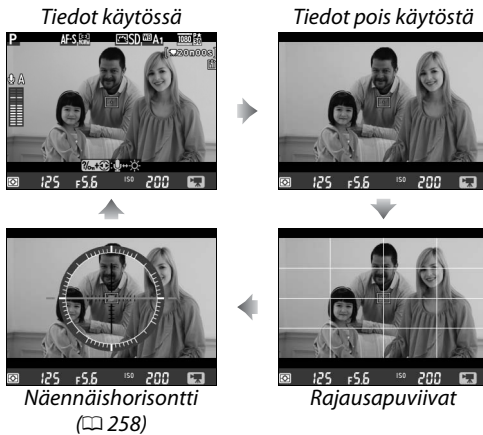 Tiedot käytössä
Tiedot pois käytöstä
P AF-S SD A1 1080
[20m00s]
A
125 F5.6 ISO 200
125 F5.6 ISO 200
125 F5.6 ISO 200
125 F5.6 ISO 200
Näennäishorisontti
(258)
Rajausapuviivat